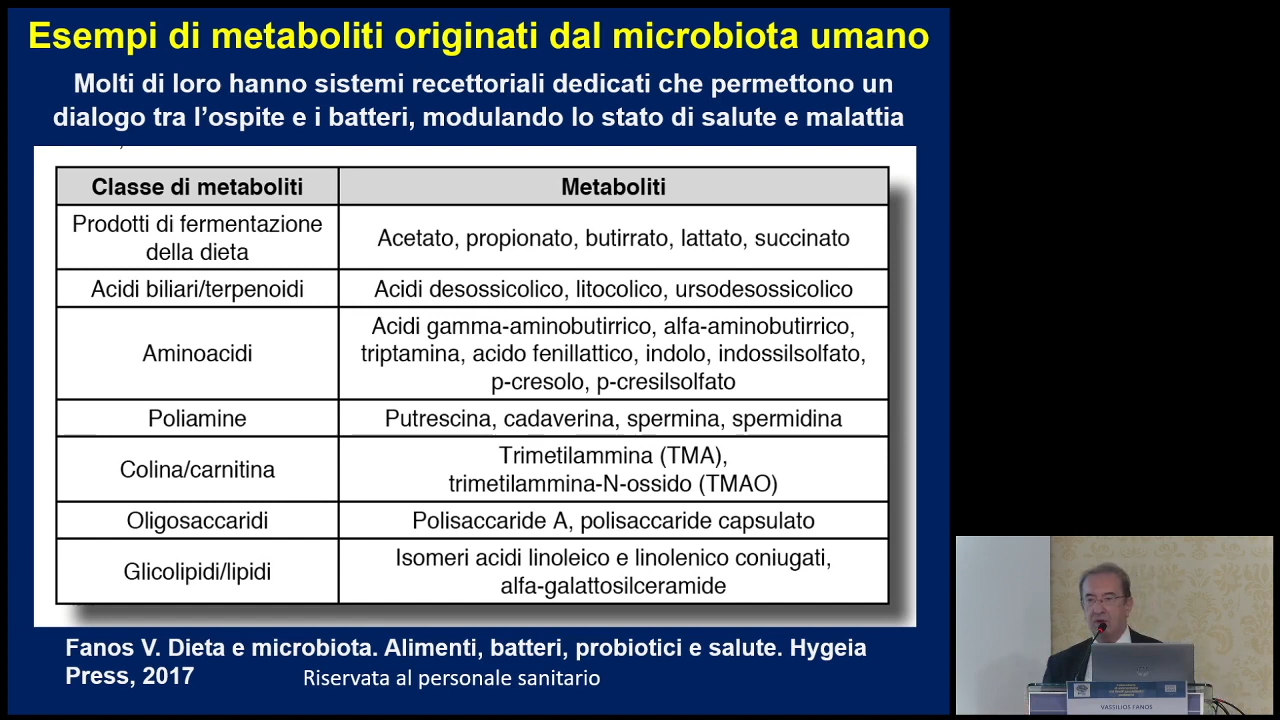 Esempi di metaboliti originati dal microbiota umano
Molti di loro hanno sistemi recettoriali dedicati che permettono un
dialogo tra l'ospite e i batteri, modulando lo stato di salute e malattia
Classe di metaboliti
Metaboliti
Prodotti di fermentazione
della dieta
Acetato, propionato, butirrato, lattato, succinato
Acidi biliari/terpenoidi
Acidi desossicolico, litocolico, ursodesossicolico
Aminoacidi
Acidi gamma-aminobutirrico, alfa-aminobutirrico,
triptamina, acido fenillattico, indolo, indossilsolfato,
p-cresolo, p-cresilsolfato
Poliamine
Putrescina, cadaverina, spermina, spermidina
Colina/carnitina
Trimetilammina (TMA),
trimetilammina-N-ossido (TMAO)
Oligosaccaridi
Polisaccaride A, polisaccaride capsulato
Glicolipidi/lipidi
Isomeri acidi linoleico e linolenico coniugati,
alfa-galattosilceramide
Fanos V. Dieta e microbiota. Alimenti, batteri, probiotici e salute. Hygeia
Press, 2017
Riservata al personale sanitario
VASSILIOS FANOS